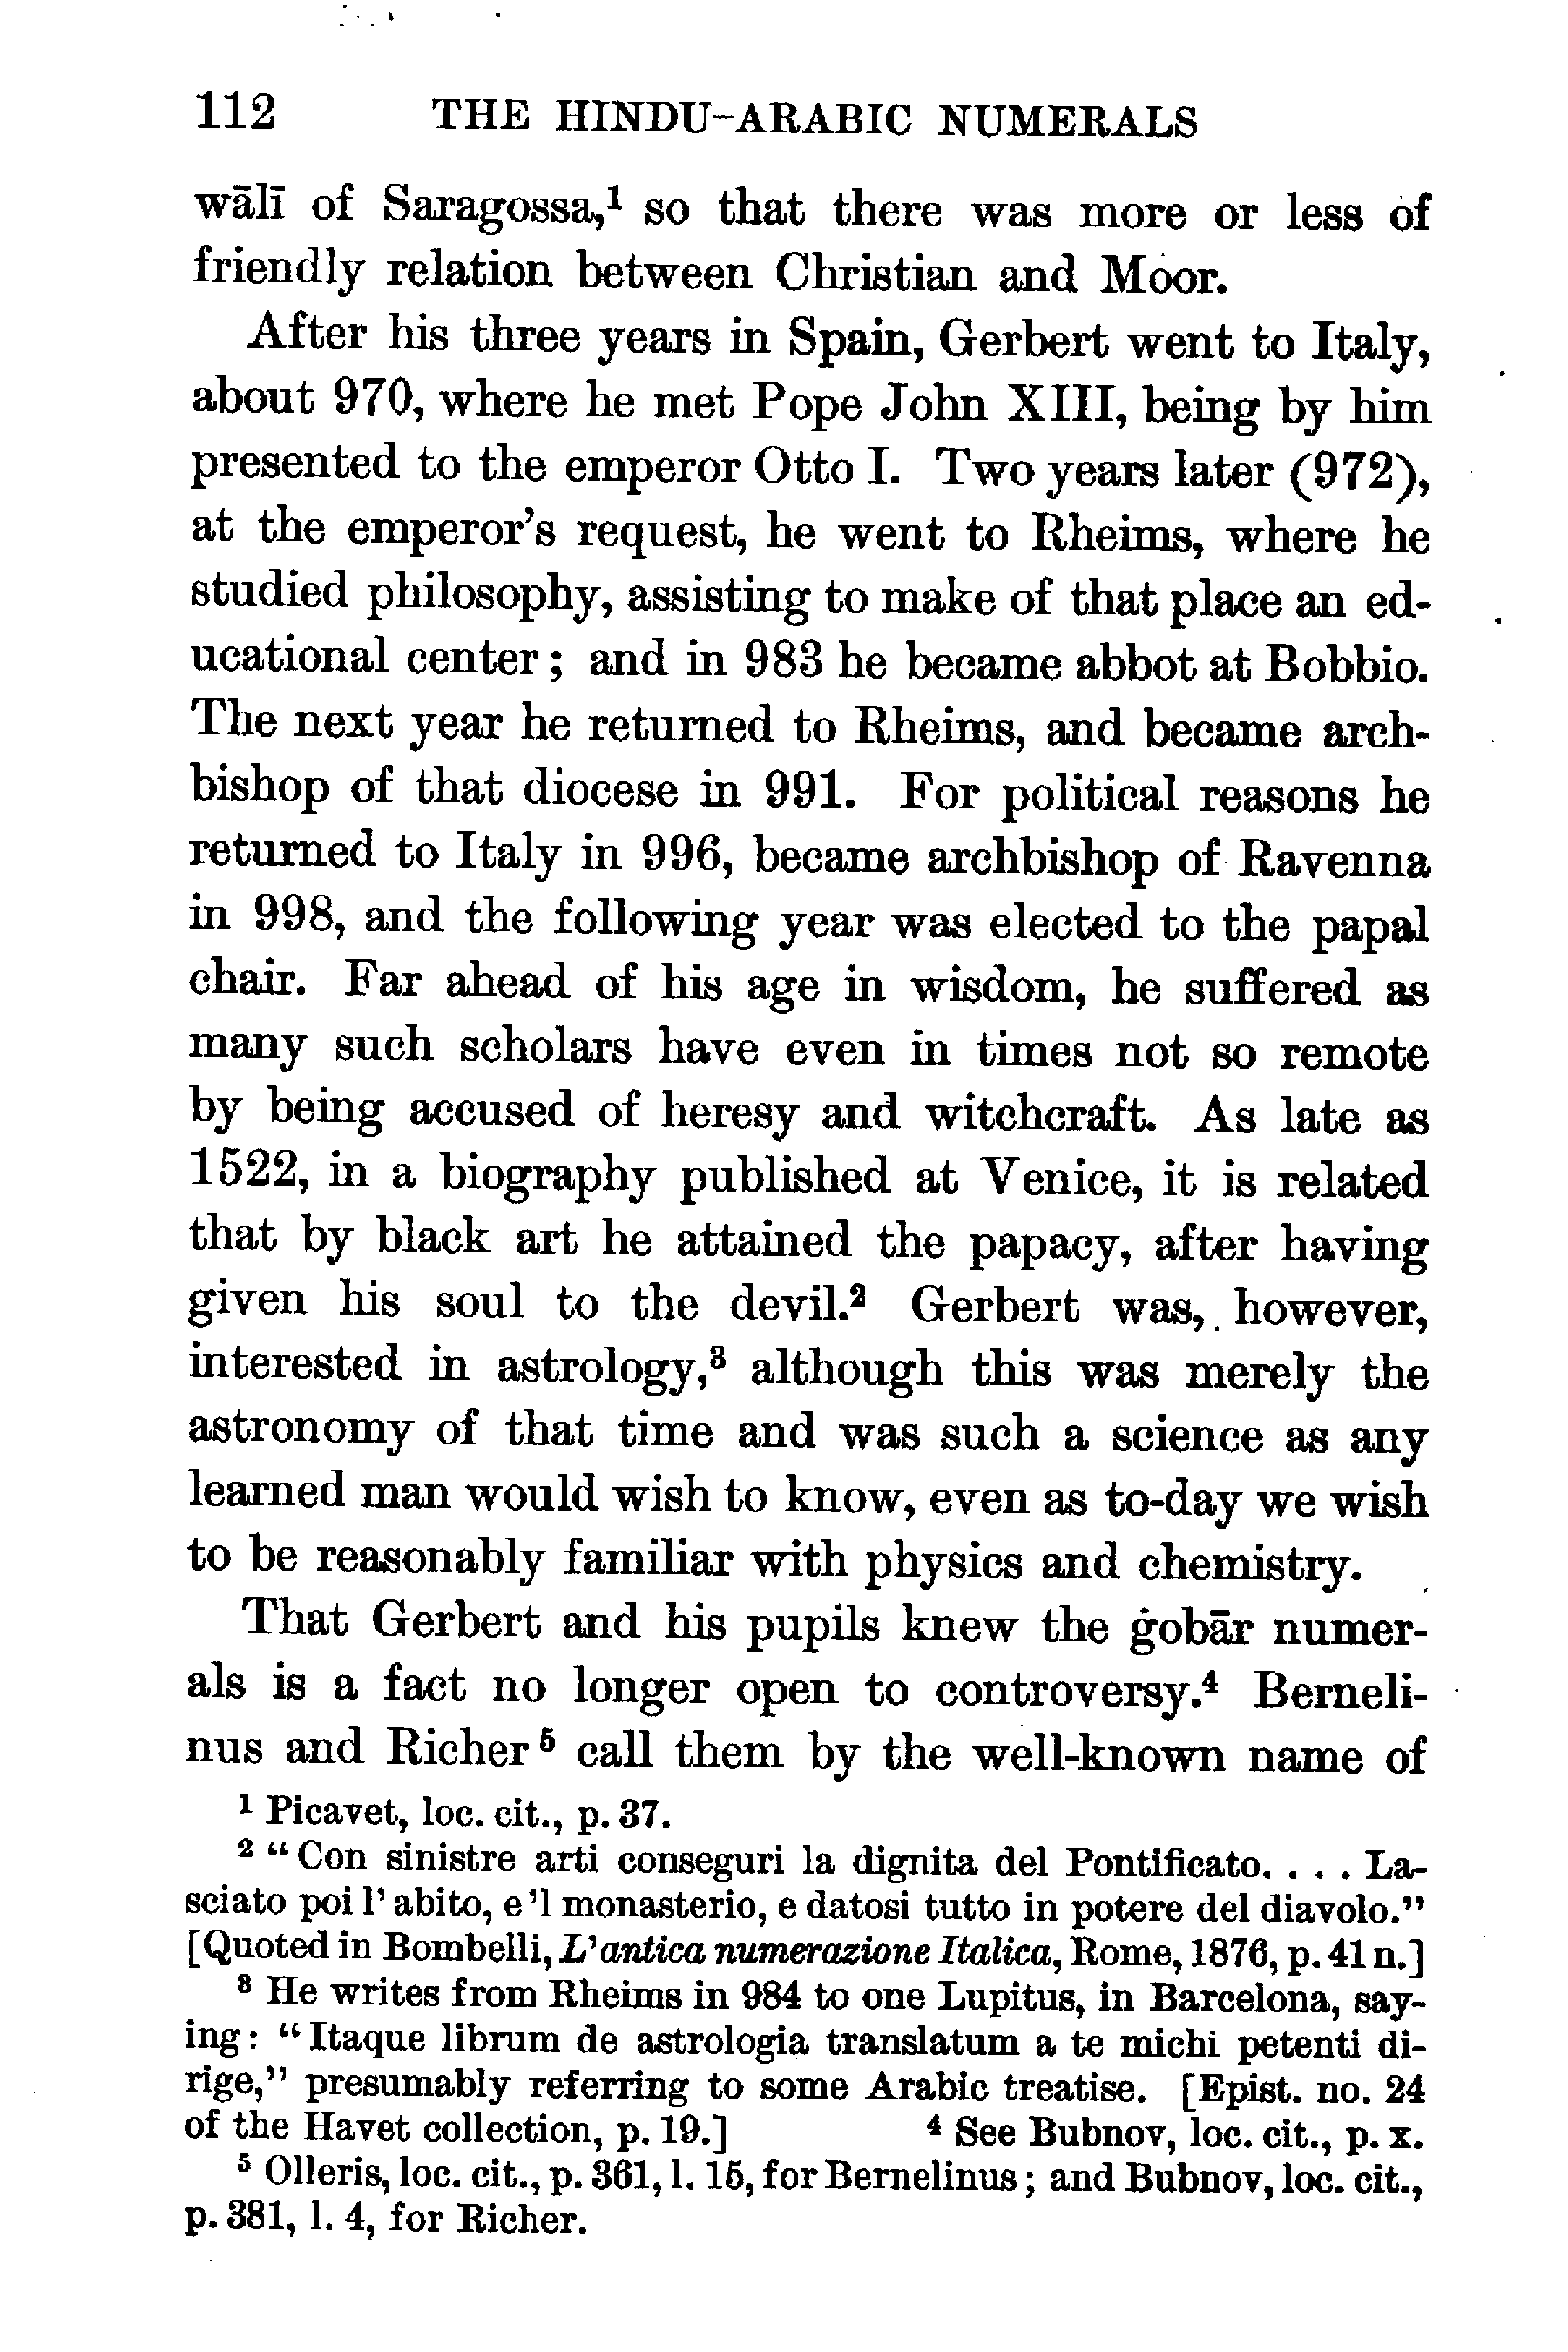 112 THE HINDU-ARABIC NUMERALS
wālī of Saragossa,¹ so that there was more or less of
friendly relation between Christian and Moor.
After his three years in Spain, Gerbert went to Italy,
about 970, where he met Pope John XIII, being by him
presented to the emperor Otto I. Two years later (972),
at the emperor's request, he went to Rheims, where he
studied philosophy, assisting to make of that place an ed-
ucational center; and in 983 he became abbot at Bobbio.
The next year he returned to Rheims, and became arch-
bishop of that diocese in 991. For political reasons he
returned to Italy in 996, became archbishop of Ravenna
in 998, and the following year was elected to the papal
chair. Far ahead of his age in wisdom, he suffered as
many such scholars have even in times not so remote
by being accused of heresy and witchcraft. As late as
1522, in a biography published at Venice, it is related
that by black art he attained the papacy, after having
given his soul to the devil.² Gerbert was, however,
interested in astrology,³ although this was merely the
astronomy of that time and was such a science as any
learned man would wish to know, even as to-day we wish
to be reasonably familiar with physics and chemistry.
That Gerbert and his pupils knew the ġobār numer-
als is a fact no longer open to controversy.⁴ Berneli-
nus and Richer⁵ call them by the well-known name of
¹ Picavet, loc. cit., p. 37.
² "Con sinistre arti conseguri la dignita del Pontificato. . . . La-
sciato poi l' abito, e 'l monasterio, e datosi tutto in potere del diavolo."
[Quoted in Bombelli, L'antica numerazione Italica, Rome, 1876, p. 41 n.]
³ He writes from Rheims in 984 to one Lupitus, in Barcelona, say-
ing: "Itaque librum de astrologia translatum a te michi petenti di-
rige," presumably referring to some Arabic treatise. [Epist. no. 24
of the Havet collection, p. 19.] ⁴ See Bubnov, loc. cit., p. x.
⁵ Olleris, loc. cit., p. 361, l. 15, for Bernelinus; and Bubnov, loc. cit.,
p. 381, l. 4, for Richer.